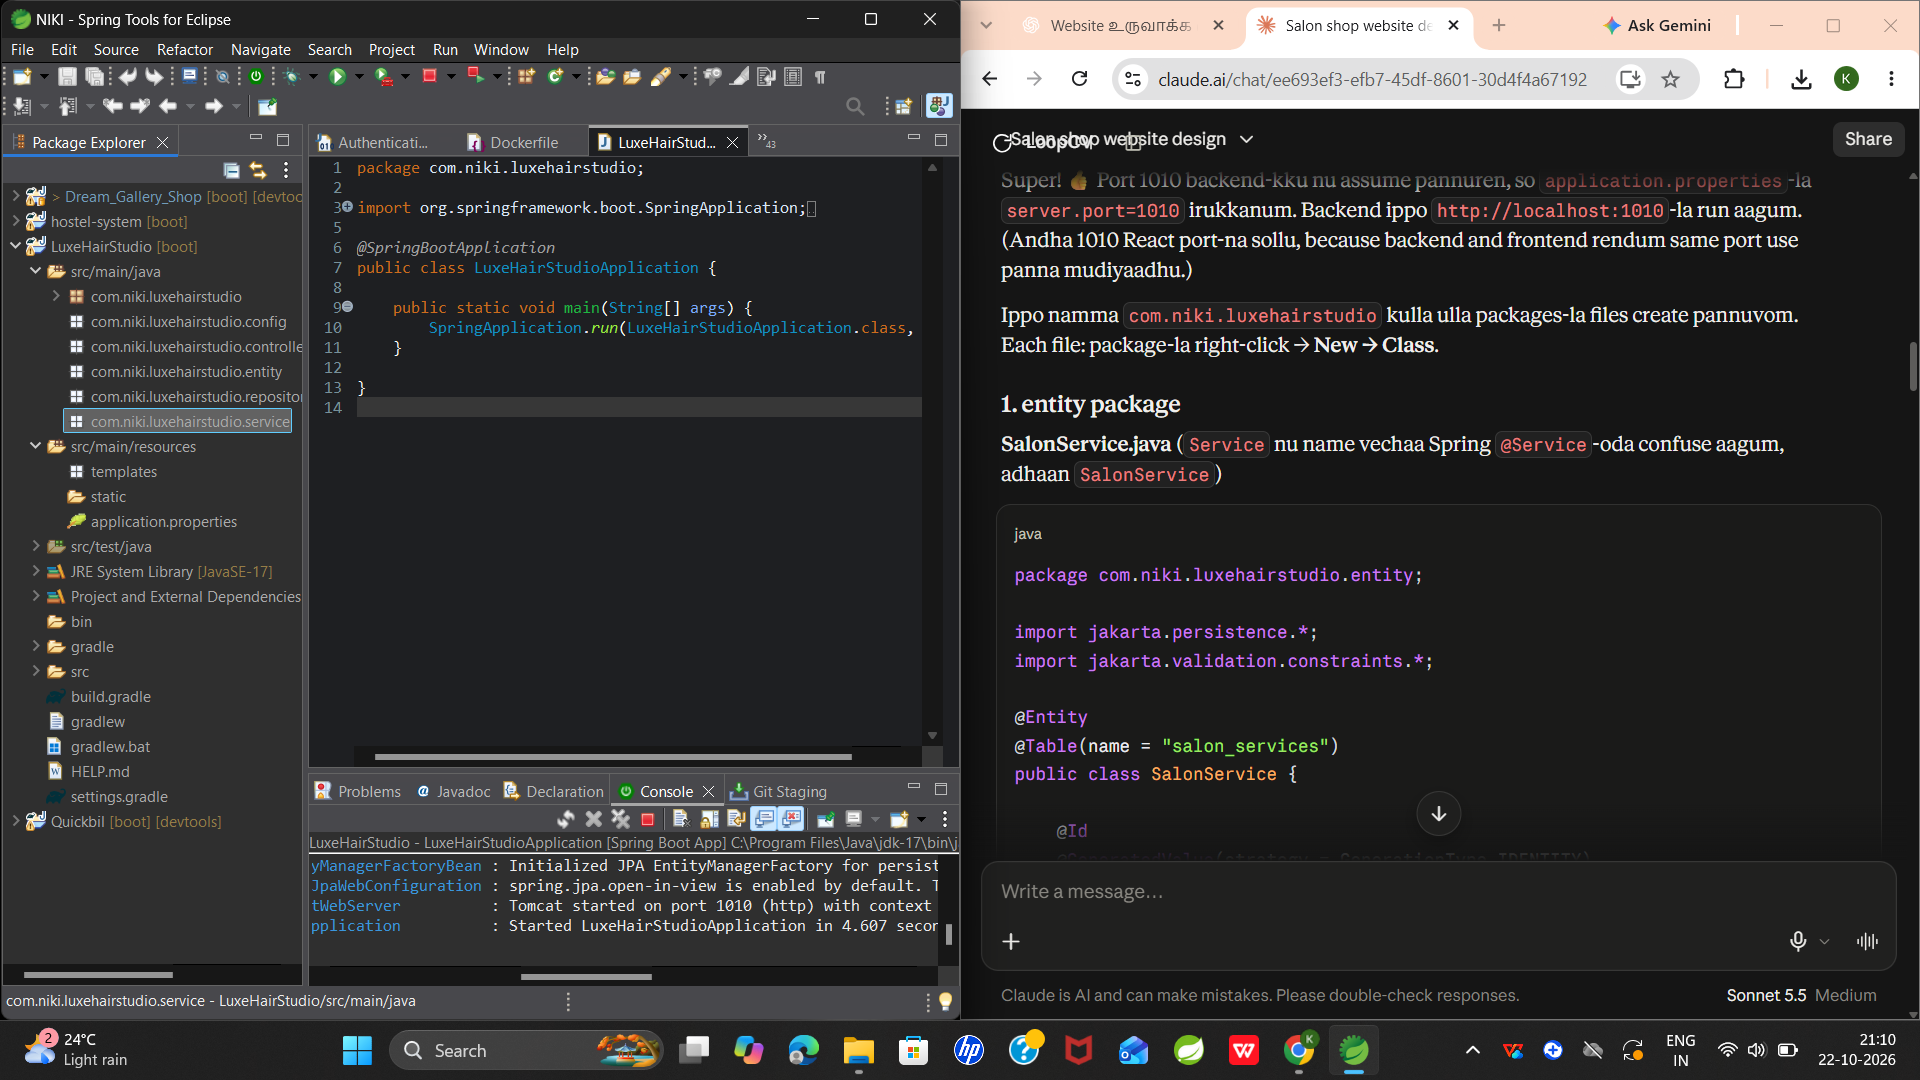 NIKI - Spring Tools for Eclipse
File Edit Source Refactor Navigate Search Project Run Window Help
Package Explorer
> Dream_Gallery_Shop [boot] [devtoo
hostel-system [boot]
LuxeHairStudio [boot]
src/main/java
com.niki.luxehairstudio
com.niki.luxehairstudio.config
com.niki.luxehairstudio.controlle
com.niki.luxehairstudio.entity
com.niki.luxehairstudio.reposito
com.niki.luxehairstudio.service
src/main/resources
templates
static
application.properties
src/test/java
JRE System Library [JavaSE-17]
Project and External Dependencies
bin
gradle
src
build.gradle
gradlew
gradlew.bat
HELP.md
settings.gradle
Quickbil [boot] [devtools]
Authenticati... Dockerfile LuxeHairStud... »43
1 package com.niki.luxehairstudio;
2
3 import org.springframework.boot.SpringApplication;
5
6 @SpringBootApplication
7 public class LuxeHairStudioApplication {
8
9 public static void main(String[] args) {
10 SpringApplication.run(LuxeHairStudioApplication.class,
11 }
12
13 }
14
Problems @ Javadoc Declaration Console Git Staging
LuxeHairStudio - LuxeHairStudioApplication [Spring Boot App] C:\Program Files\Java\jdk-17\bin\j
yManagerFactoryBean : Initialized JPA EntityManagerFactory for persist
JpaWebConfiguration : spring.jpa.open-in-view is enabled by default. T
tWebServer : Tomcat started on port 1010 (http) with context
pplication : Started LuxeHairStudioApplication in 4.607 secon
com.niki.luxehairstudio.service - LuxeHairStudio/src/main/java
Website உருவாக்க
Salon shop website de
Ask Gemini
claude.ai/chat/ee693ef3-efb7-45df-8601-30d4f4a67192
K
Salon shop website design
LoopCV
Share
Super! 👍 Port 1010 backend-kku nu assume pannuren, so application.properties -la
server.port=1010 irukkanum. Backend ippo http://localhost:1010 -la run aagum.
(Andha 1010 React port-na sollu, because backend and frontend rendum same port use
panna mudiyaadhu.)
Ippo namma com.niki.luxehairstudio kulla ulla packages-la files create pannuvom.
Each file: package-la right-click → New → Class.
1. entity package
SalonService.java ( Service nu name vechaa Spring @Service -oda confuse aagum,
adhaan SalonService )
java
package com.niki.luxehairstudio.entity;
import jakarta.persistence.*;
import jakarta.validation.constraints.*;
@Entity
@Table(name = "salon_services")
public class SalonService {
@Id
@GeneratedValue(strategy = GenerationType.IDENTITY)
Write a message...
Claude is AI and can make mistakes. Please double-check responses.
Sonnet 5.5 Medium
2
24°C
Light rain
Search
K
ENG
IN
21:10
22-10-2026